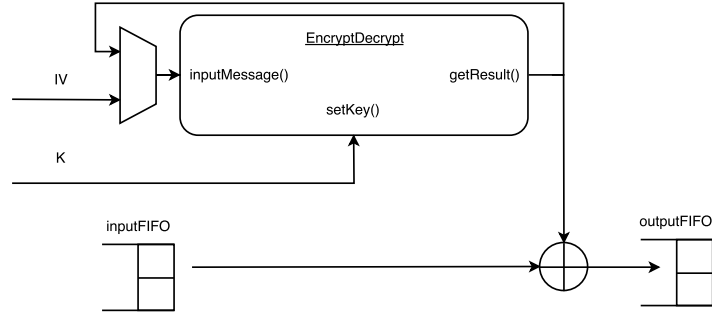 EncryptDecrypt
IV
inputMessage()
getResult()
setKey()
K
inputFIFO
outputFIFO